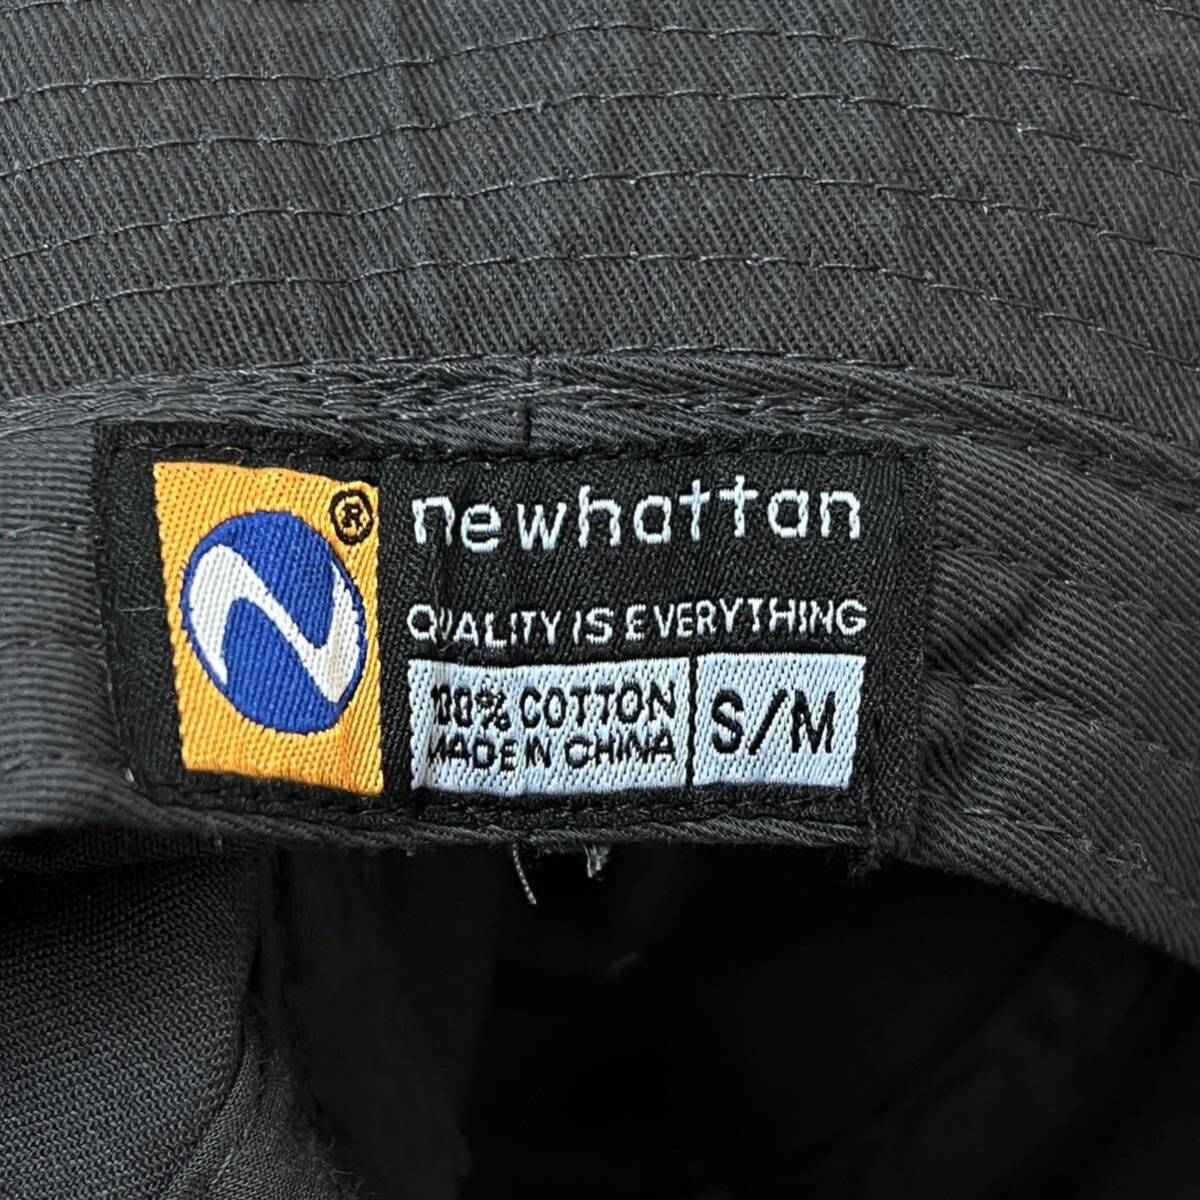 ®
newhattan
QUALITY IS EVERYTHING
100% COTTON
MADE IN CHINA
S/M